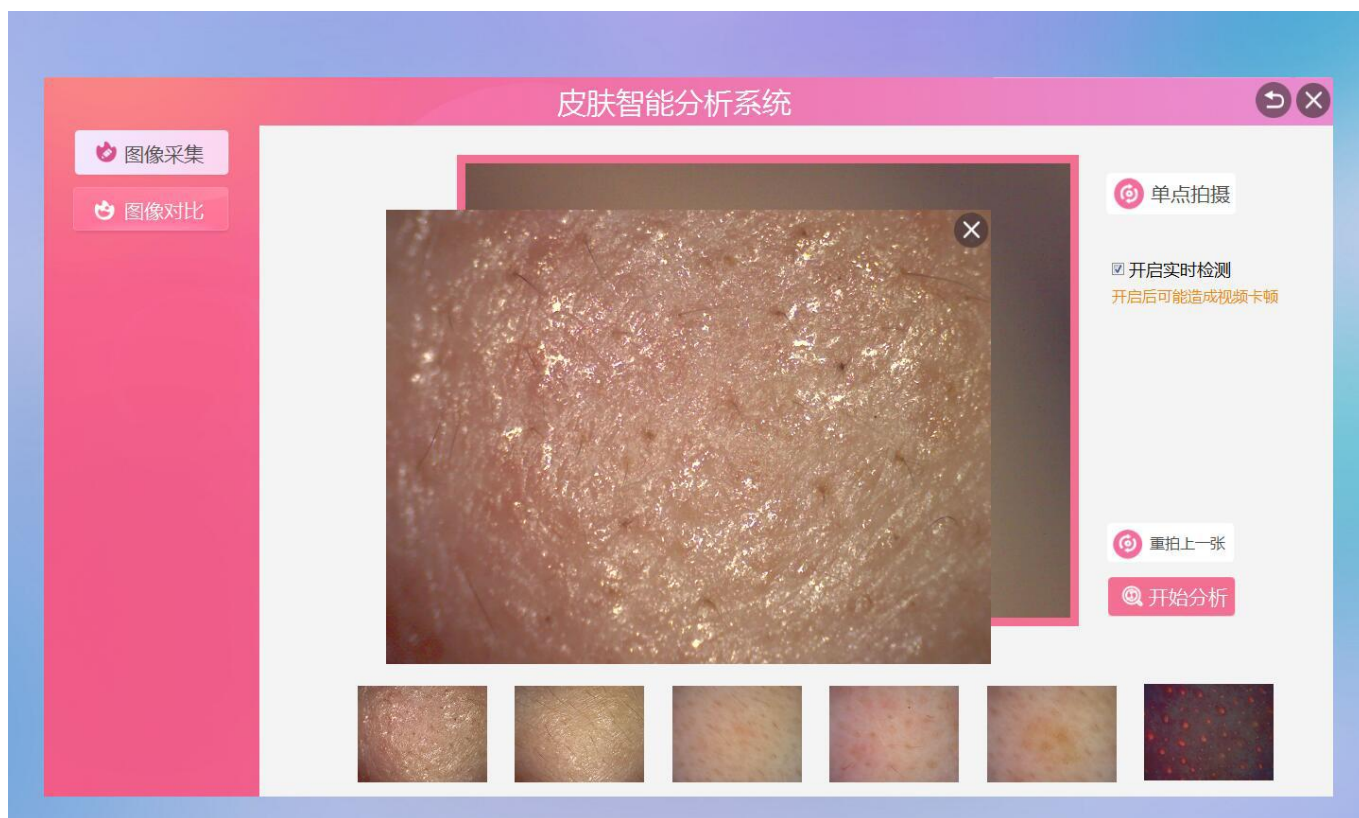 皮肤智能分析系统
图像采集
图像对比
单点拍摄
开启实时检测
开启后可能造成视频卡顿
重拍上一张
开始分析